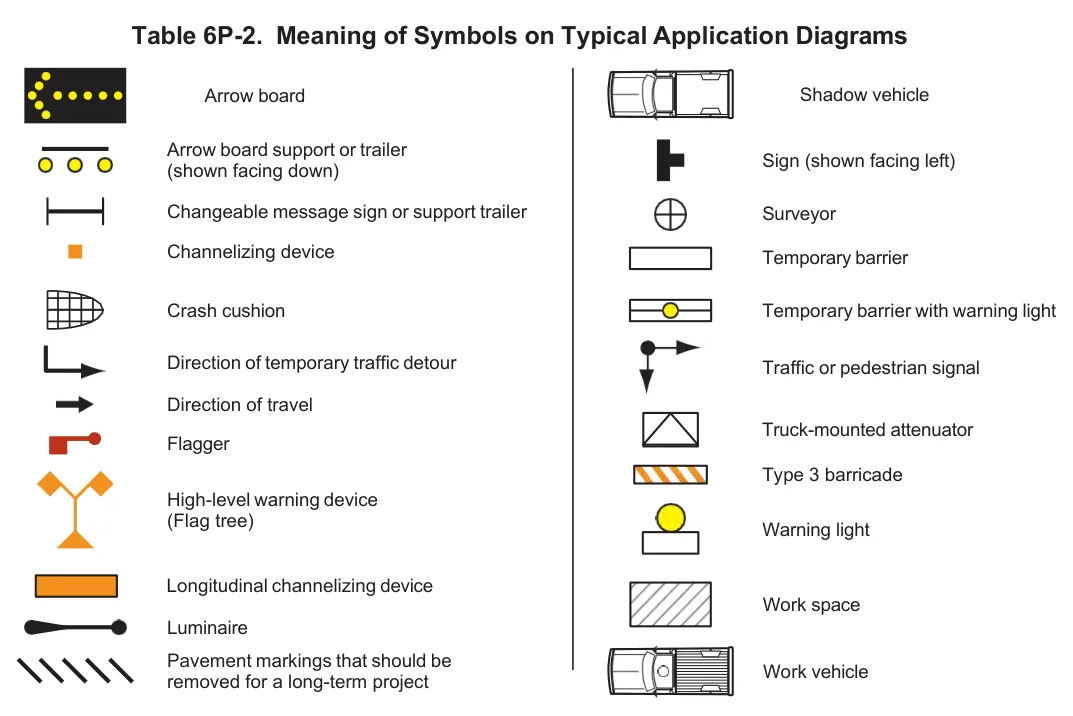 Table 6P-2. Meaning of Symbols on Typical Application Diagrams
Arrow board
Arrow board support or trailer
(shown facing down)
Changeable message sign or support trailer
Channelizing device
Crash cushion
Direction of temporary traffic detour
Direction of travel
Flagger
High-level warning device
(Flag tree)
Longitudinal channelizing device
Luminaire
Pavement markings that should be
removed for a long-term project
Shadow vehicle
Sign (shown facing left)
Surveyor
Temporary barrier
Temporary barrier with warning light
Traffic or pedestrian signal
Truck-mounted attenuator
Type 3 barricade
Warning light
Work space
Work vehicle